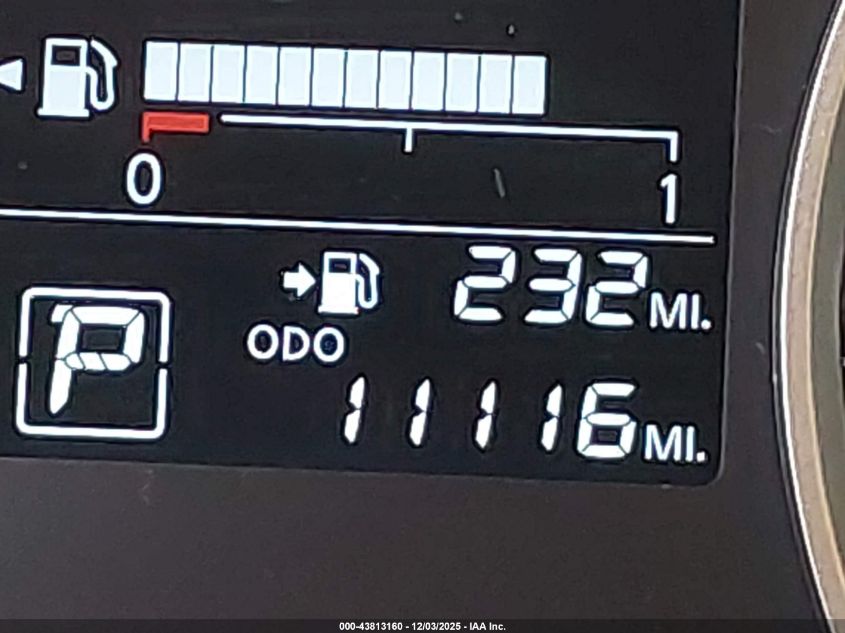 0 1
232 MI.
P
ODO
11116 MI.
000-43813160 - 12/03/2025 - IAA Inc.